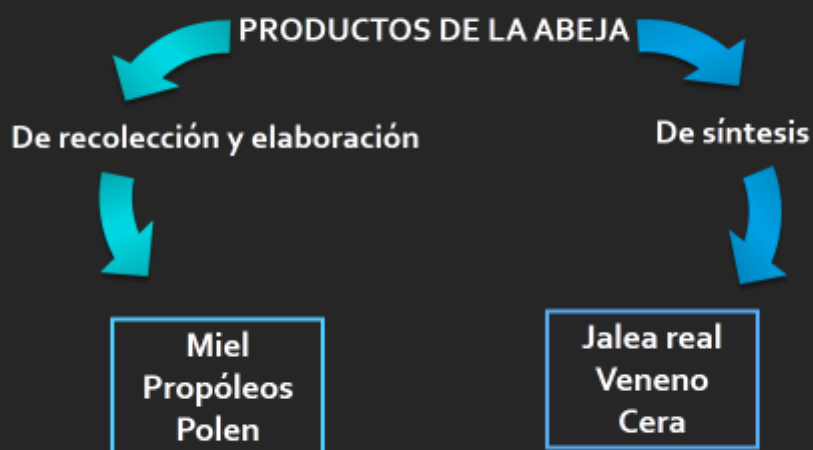 PRODUCTOS DE LA ABEJA
De recolección y elaboración
De síntesis
Miel
Propóleos
Polen
Jalea real
Veneno
Cera